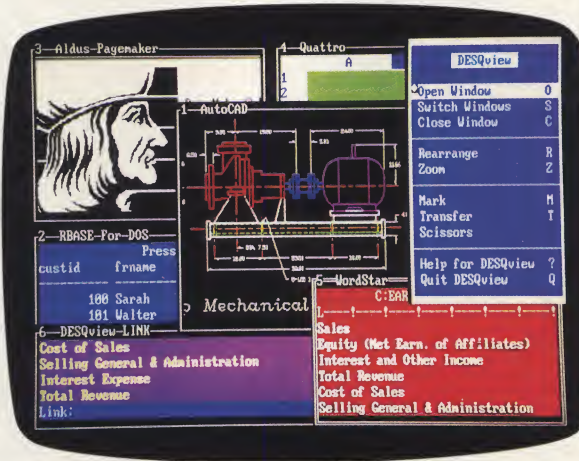 3-Aldus-Pagemaker
4-Quattro
A
1
2
1-AutoCAD
Mechanical
2-RBASE-For-DOS
Press
custid frname
100 Sarah
101 Walter
6-DESQview-LINK
Cost of Sales
Selling General & Administration
Interest Expense
Total Revenue
Link:
5-WordStar
C:EAR
L----!----!----!----!----!
Sales
Equity (Net Earn. of Affiliates)
Interest and Other Income
Total Revenue
Cost of Sales
Selling General & Administration
DESQview
Open Window O
Switch Windows S
Close Window C
Rearrange R
Zoom Z
Mark M
Transfer T
Scissors
Help for DESQview ?
Quit DESQview Q